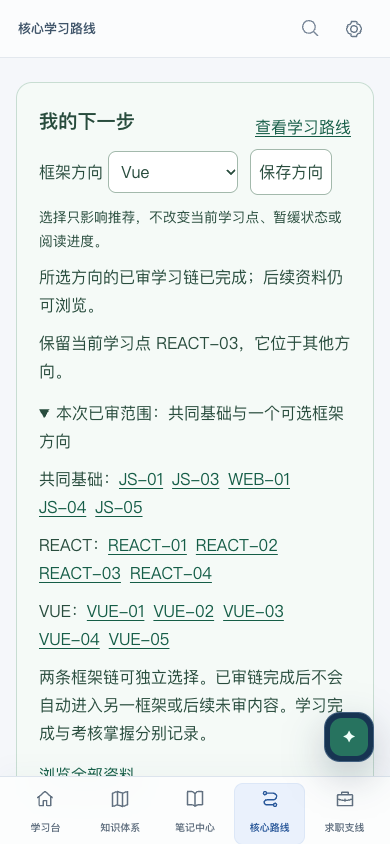 核心学习路线
我的下一步
查看学习路线
框架方向 Vue 保存方向
选择只影响推荐，不改变当前学习点、暂缓状态或
阅读进度。
所选方向的已审学习链已完成；后续资料仍
可浏览。
保留当前学习点 REACT-03，它位于其他方
向。
▼ 本次已审范围：共同基础与一个可选框架
方向
共同基础：JS-01 JS-03 WEB-01
JS-04 JS-05
REACT：REACT-01 REACT-02
REACT-03 REACT-04
VUE：VUE-01 VUE-02 VUE-03
VUE-04 VUE-05
两条框架链可独立选择。已审链完成后不会
自动进入另一框架或后续未审内容。学习完
成与考核掌握分别记录。
浏览全部资料
学习台 知识体系 笔记中心 核心路线 求职支线